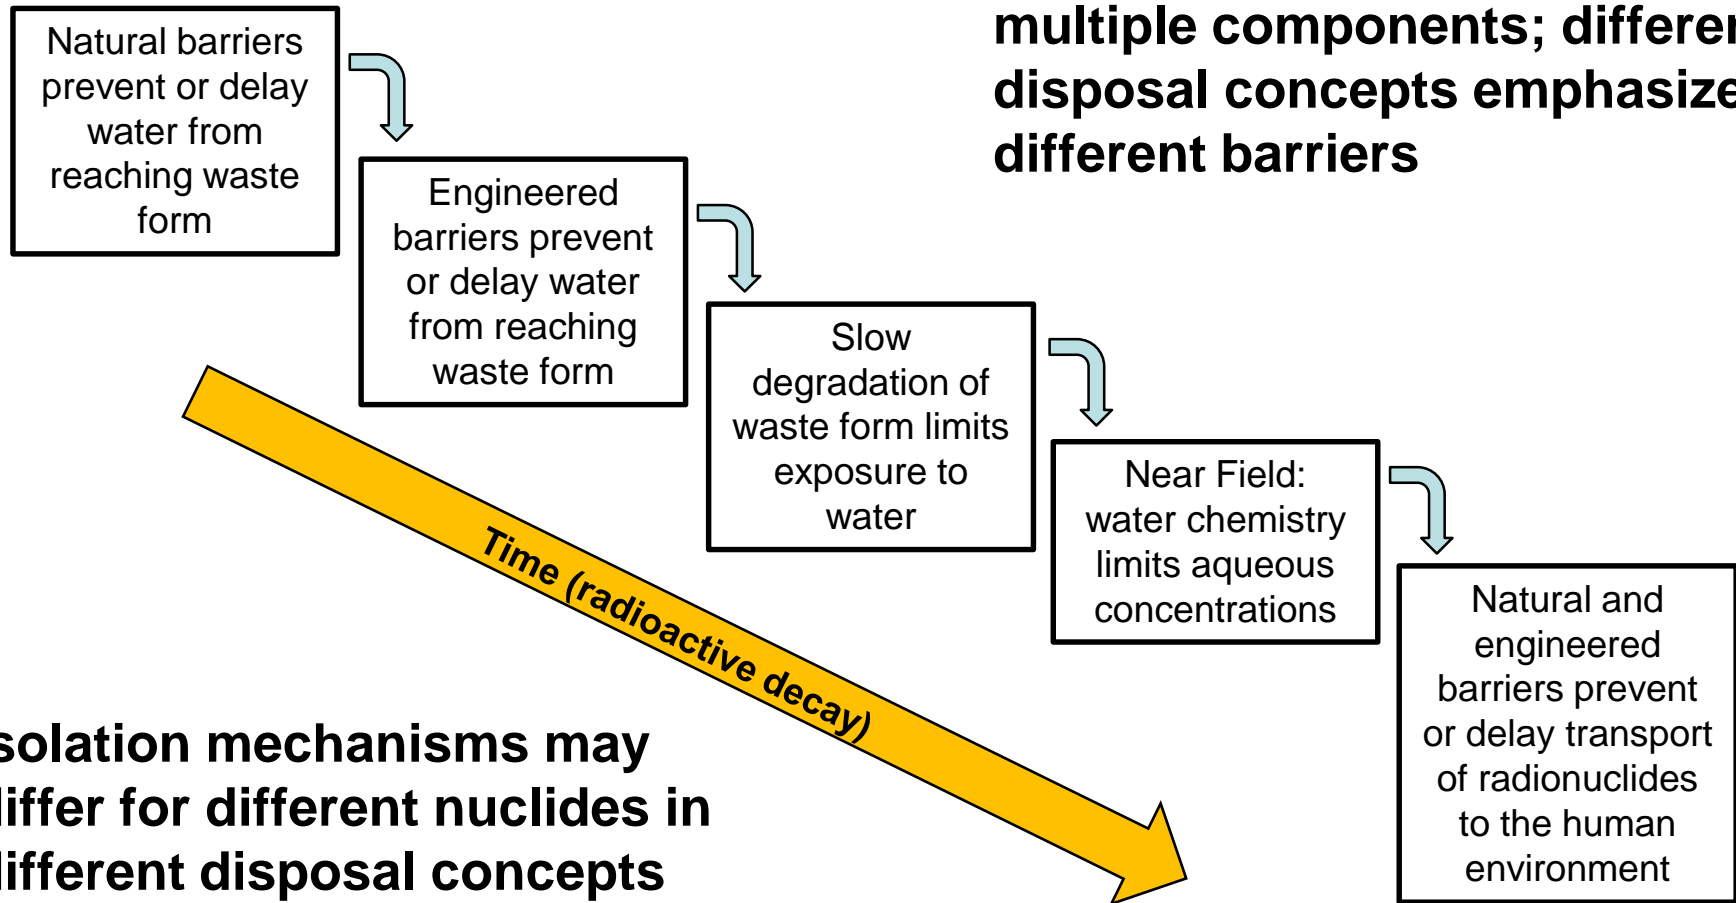 Natural barriers
prevent or delay
water from
reaching waste
form
multiple components; differen
disposal concepts emphasize
different barriers
Engineered
barriers prevent
or delay water
from reaching
waste form
Slow
degradation of
waste form limits
exposure to
water
Near Field:
water chemistry
limits aqueous
concentrations
Natural and
engineered
barriers prevent
or delay transport
of radionuclides
to the human
environment
Time (radioactive decay)
solation mechanisms may
differ for different nuclides in
different disposal concepts